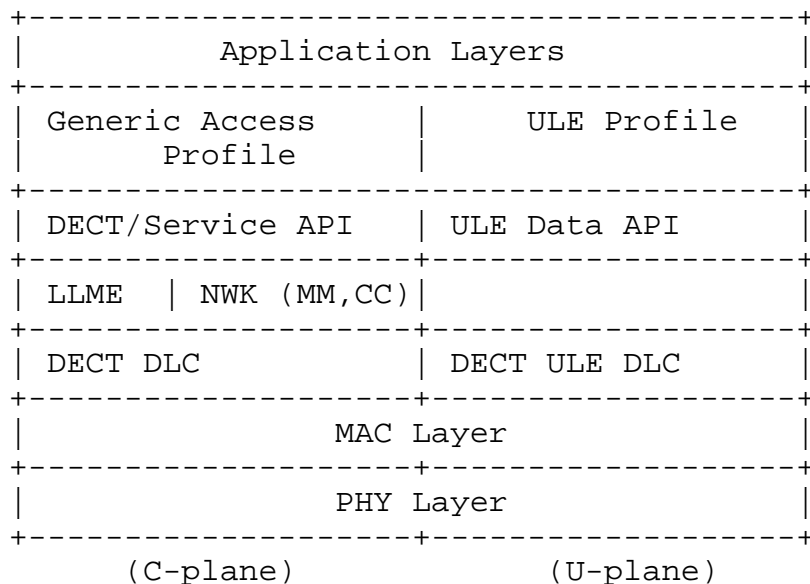 +----------------------------------------+
|           Application Layers           |
+----------------------------------------+
| Generic Access     |     ULE Profile   |
|       Profile      |                   |
+----------------------------------------+
| DECT/Service API   | ULE Data API      |
+--------------------+-------------------+
| LLME  | NWK (MM,CC)|                   |
+--------------------+-------------------+
| DECT DLC           | DECT ULE DLC      |
+--------------------+-------------------+
|                MAC Layer               |
+--------------------+-------------------+
|                PHY Layer               |
+--------------------+-------------------+
(C-plane)             (U-plane)